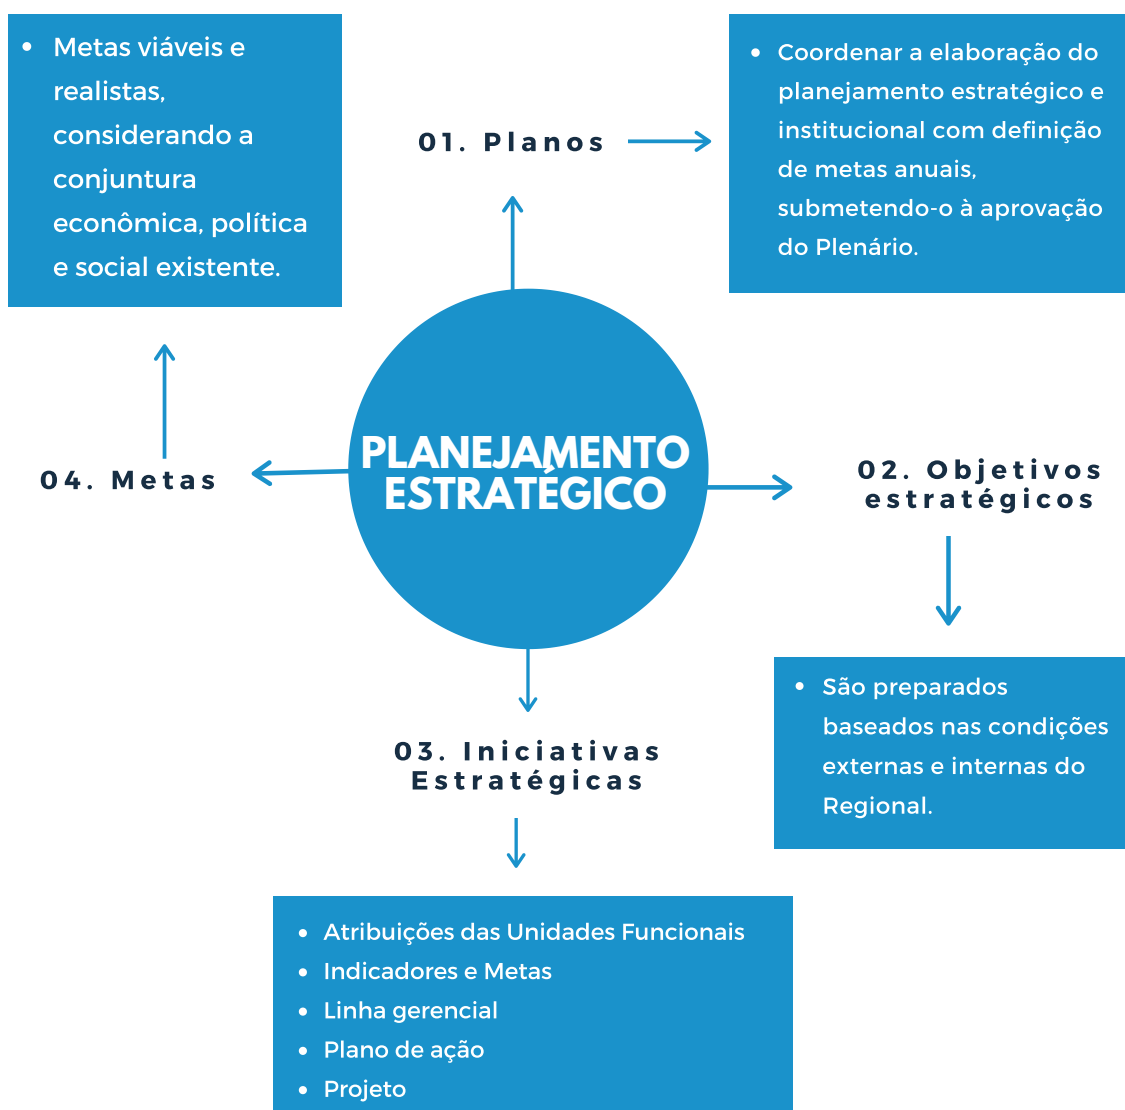 PLANEJAMENTO
ESTRATÉGICO
01. Planos
• Coordenar a elaboração do
planejamento estratégico e
institucional com definição
de metas anuais,
submetendo-o à aprovação
do Plenário.
02. Objetivos
estratégicos
• São preparados
baseados nas condições
externas e internas do
Regional.
03. Iniciativas
Estratégicas
• Atribuições das Unidades Funcionais
• Indicadores e Metas
• Linha gerencial
• Plano de ação
• Projeto
04. Metas
• Metas viáveis e
realistas,
considerando a
conjuntura
econômica, política
e social existente.